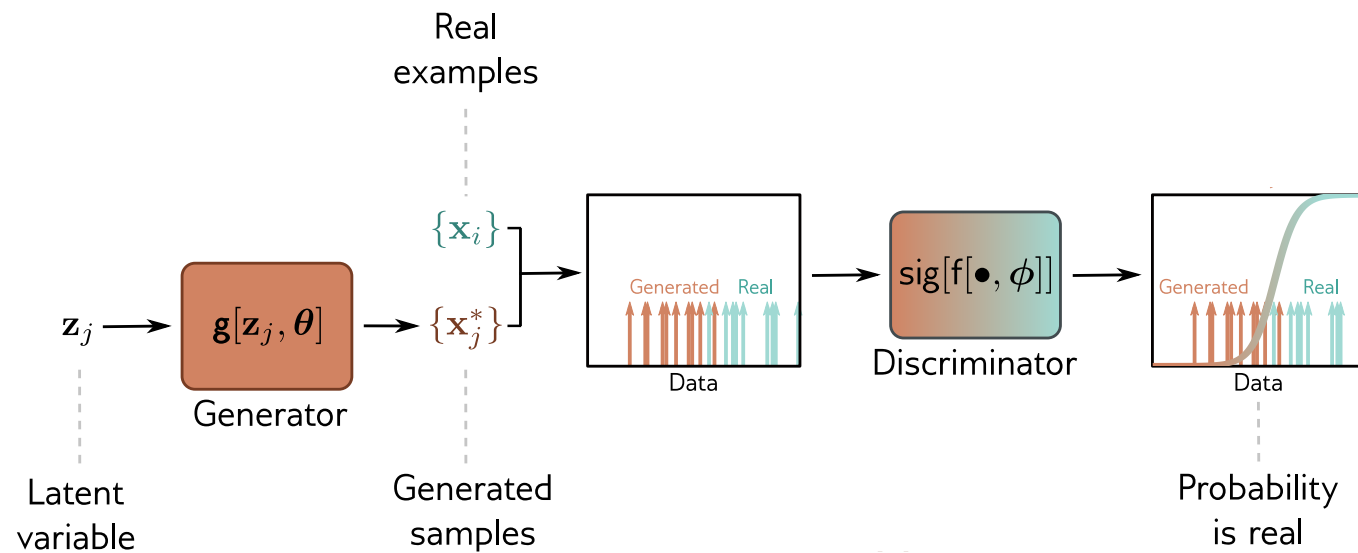 Real
examples
{x_i}
z_j
g[z_j, θ]
Generator
{x_j^*}
Generated Real
Data
sig[f[•, ϕ]]
Discriminator
Generated Real
Data
Latent
variable
Generated
samples
Probability
is real